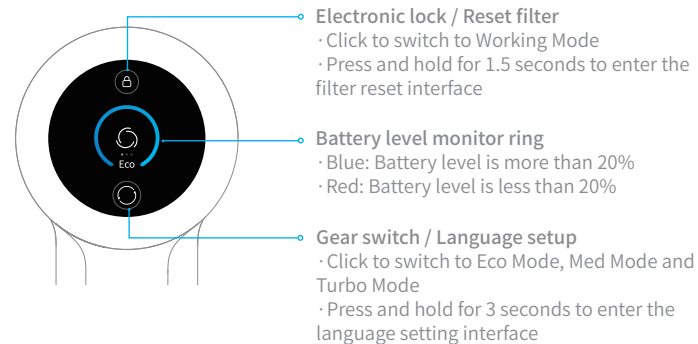 Electronic lock / Reset filter
·Click to switch to Working Mode
·Press and hold for 1.5 seconds to enter the
filter reset interface
Battery level monitor ring
·Blue: Battery level is more than 20%
·Red: Battery level is less than 20%
Eco
Gear switch / Language setup
·Click to switch to Eco Mode, Med Mode and
Turbo Mode
·Press and hold for 3 seconds to enter the
language setting interface